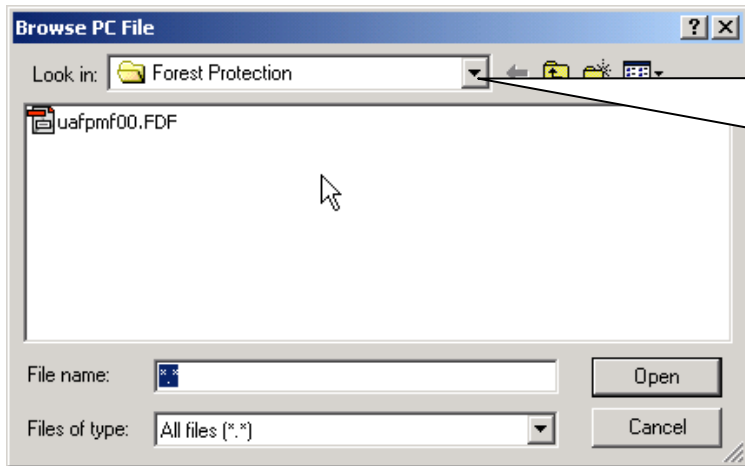 Browse PC File
Look in: Forest Protection
uafpmf00.FDF
File name: *.* Open
Files of type: All files (*.*) Cancel